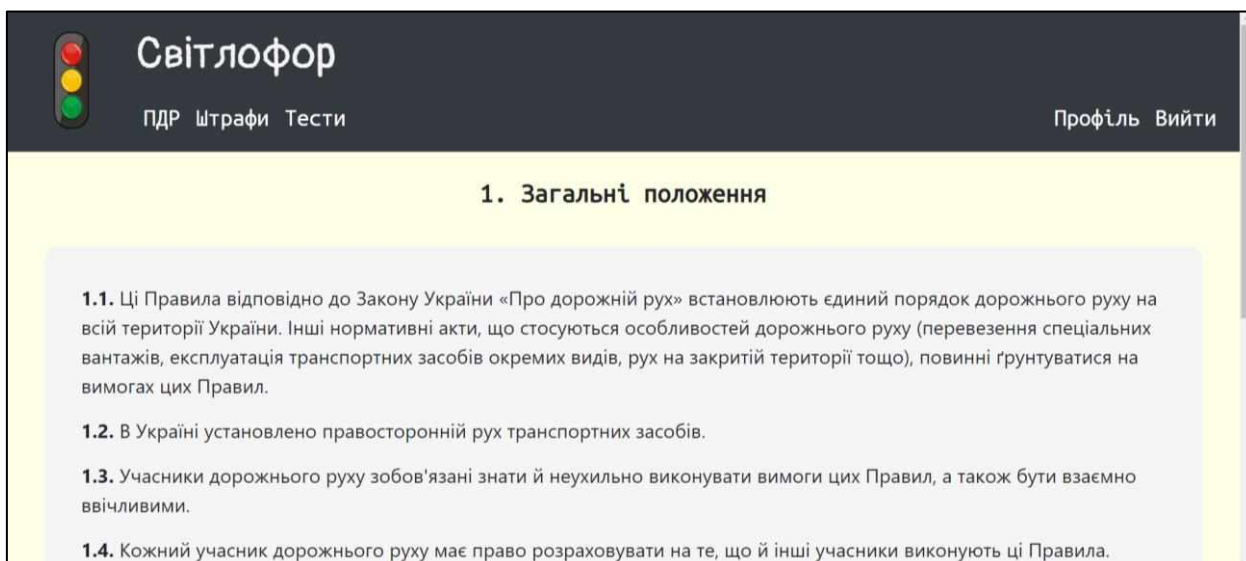 Світлофор
ПДР Штрафи Тести Профіль Вийти
1. Загальні положення
1.1. Ці Правила відповідно до Закону України «Про дорожній рух» встановлюють єдиний порядок дорожнього руху на
всій території України. Інші нормативні акти, що стосуються особливостей дорожнього руху (перевезення спеціальних
вантажів, експлуатація транспортних засобів окремих видів, рух на закритій території тощо), повинні ґрунтуватися на
вимогах цих Правил.
1.2. В Україні установлено правосторонній рух транспортних засобів.
1.3. Учасники дорожнього руху зобов'язані знати й неухильно виконувати вимоги цих Правил, а також бути взаємно
ввічливими.
1.4. Кожний учасник дорожнього руху має право розраховувати на те, що й інші учасники виконують ці Правила.